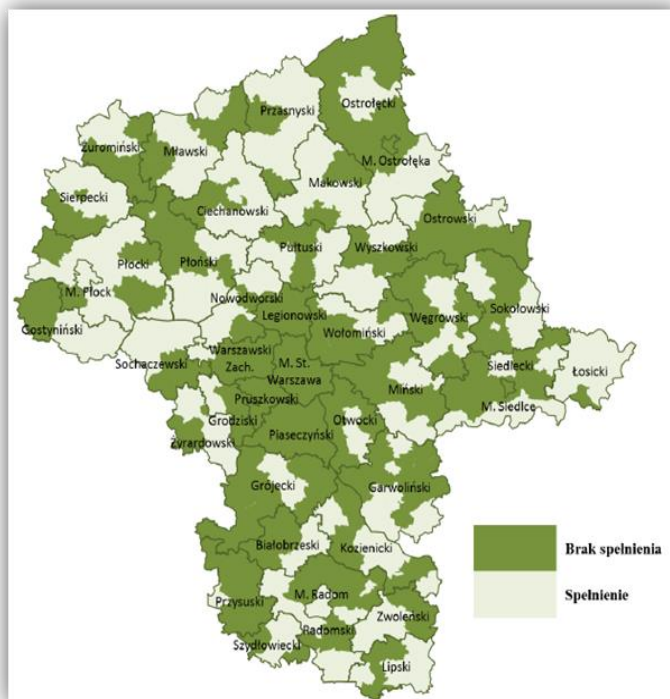 Przasnyski
Ostrołęcki
Żuromiński
Mławski
M. Ostrołęka
Sierpecki
Makowski
Ciechanowski
Ostrowski
Płocki
Płoński
Pułtuski
Wyszkowski
M. Płock
Nowodworski
Legionowski
Węgrowski
Sokołowski
Gostyniński
Wołomiński
Sochaczewski
Warszawski
Zach.
M. St.
Warszawa
Siedlecki
Łosicki
Miński
M. Siedlce
Pruszkowski
Grodziski
Piaseczyński
Otwocki
Żyrardowski
Grójecki
Garwoliński
Białobrzeski
Kozienicki
Brak spełnienia
Spełnienie
Przysuski
M. Radom
Zwoleński
Radomski
Szydłowiecki
Lipski